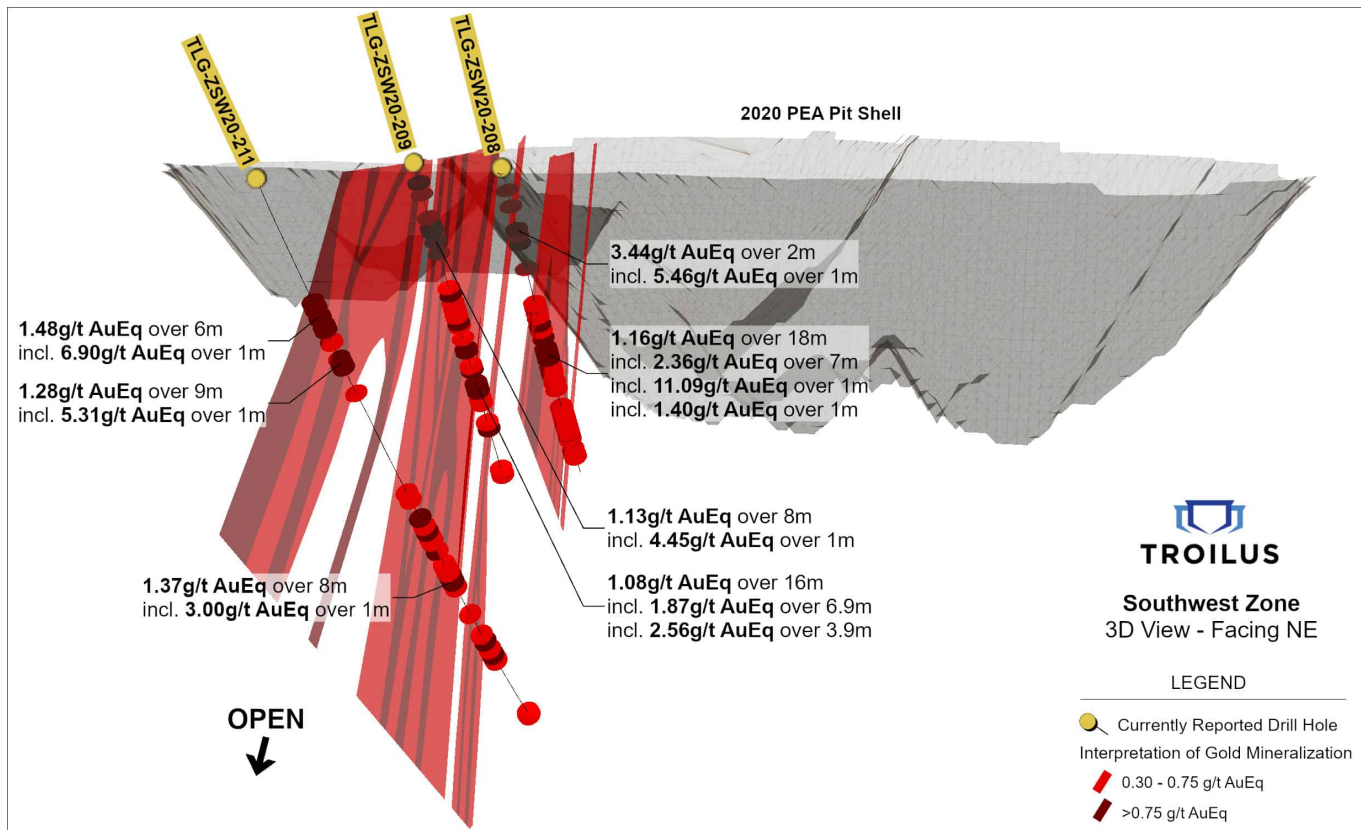 TLG-ZSW20-211
TLG-ZSW20-209
TLG-ZSW20-208
2020 PEA Pit Shell
3.44g/t AuEq over 2m
incl. 5.46g/t AuEq over 1m
1.48g/t AuEq over 6m
incl. 6.90g/t AuEq over 1m
1.28g/t AuEq over 9m
incl. 5.31g/t AuEq over 1m
1.16g/t AuEq over 18m
incl. 2.36g/t AuEq over 7m
incl. 11.09g/t AuEq over 1m
incl. 1.40g/t AuEq over 1m
1.13g/t AuEq over 8m
incl. 4.45g/t AuEq over 1m
1.08g/t AuEq over 16m
incl. 1.87g/t AuEq over 6.9m
incl. 2.56g/t AuEq over 3.9m
1.37g/t AuEq over 8m
incl. 3.00g/t AuEq over 1m
OPEN
TROILUS
Southwest Zone
3D View - Facing NE
LEGEND
Currently Reported Drill Hole
Interpretation of Gold Mineralization
0.30 - 0.75 g/t AuEq
>0.75 g/t AuEq